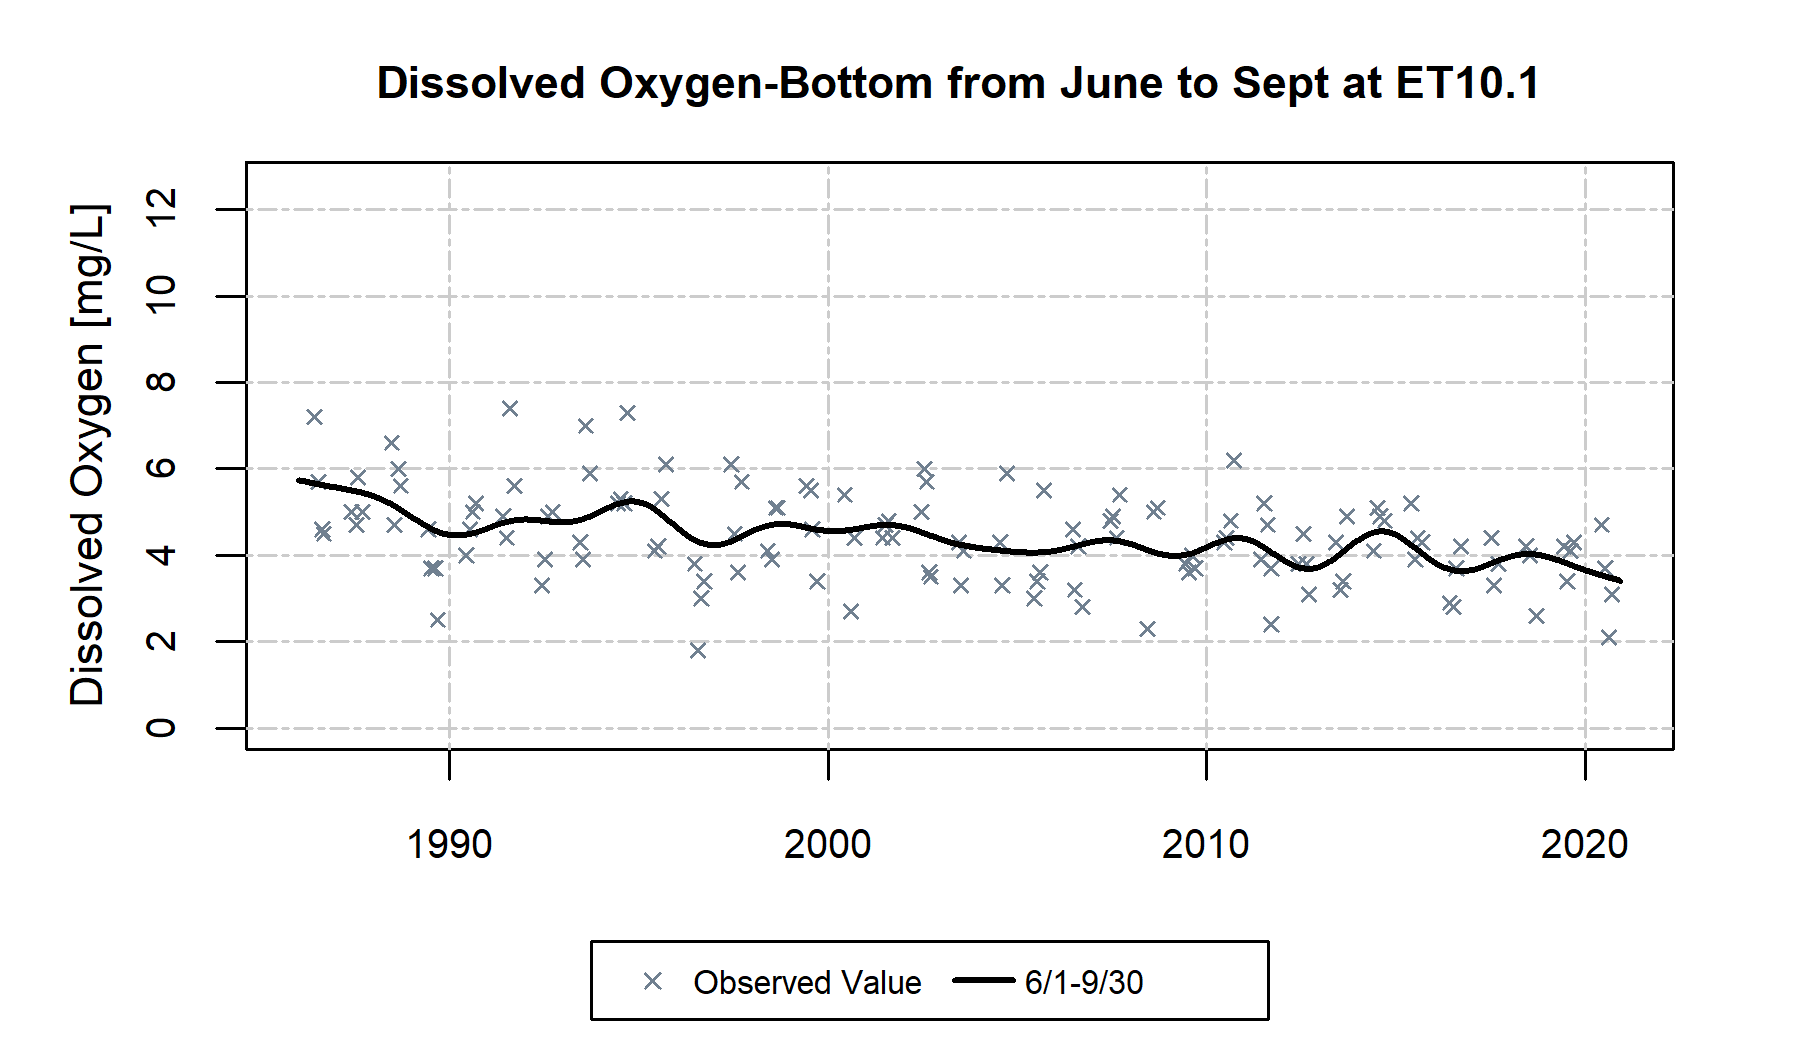 Dissolved Oxygen-Bottom from June to Sept at ET10.1
Dissolved Oxygen [mg/L]
12
10
8
6
4
2
0
1990 2000 2010 2020
Observed Value 6/1-9/30